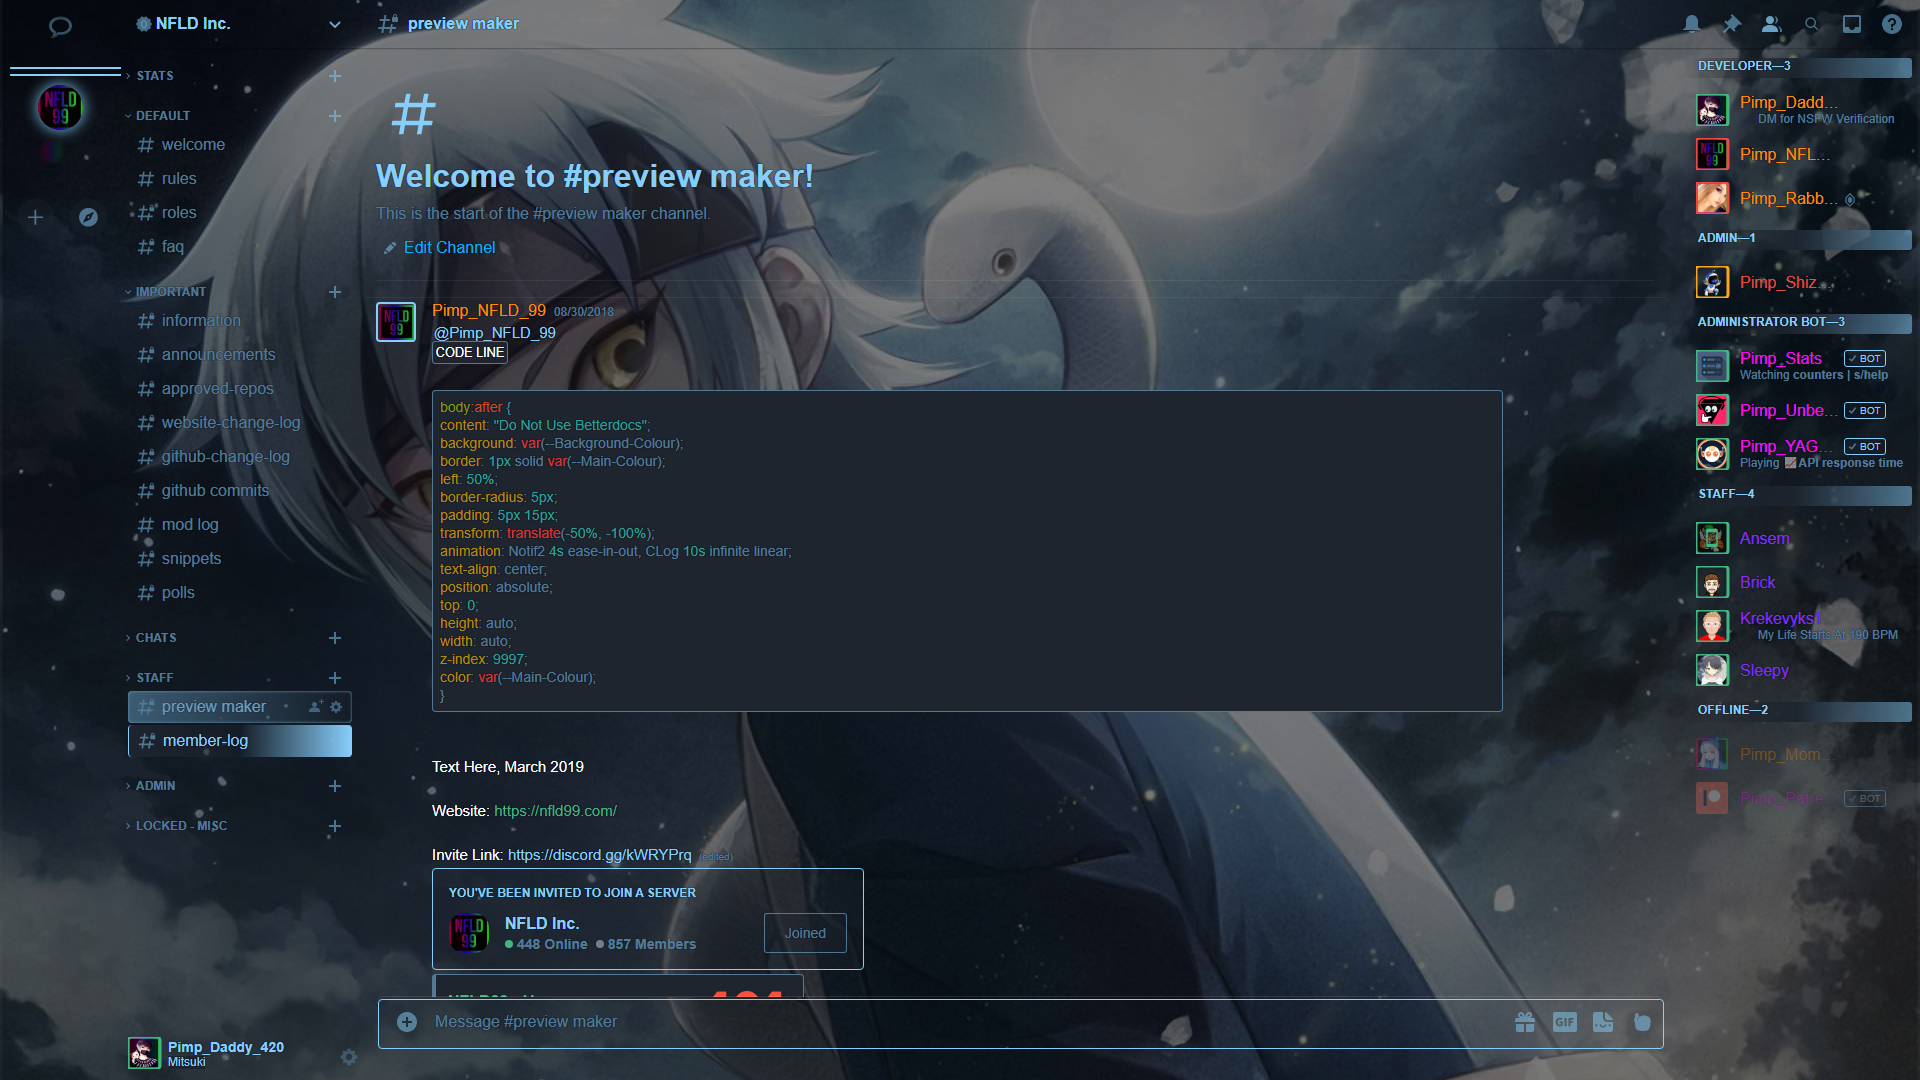 NFLD Inc.
preview maker
STATS
DEFAULT
welcome
rules
roles
faq
IMPORTANT
information
announcements
approved-repos
website-change-log
github-change-log
github commits
mod log
snippets
polls
CHATS
STAFF
preview maker
member-log
ADMIN
LOCKED - MISC
Pimp_Daddy_420
Mitsuki
NFLD
99
Welcome to #preview maker!
This is the start of the #preview maker channel.
Edit Channel
NFLD
99
Pimp_NFLD_99 08/30/2018
@Pimp_NFLD_99
CODE LINE
body:after {
content: "Do Not Use Betterdocs";
background: var(--Background-Colour);
border: 1px solid var(--Main-Colour);
left: 50%;
border-radius: 5px;
padding: 5px 15px;
transform: translate(-50%, -100%);
animation: Notif2 4s ease-in-out, CLog 10s infinite linear;
text-align: center;
position: absolute;
top: 0;
height: auto;
width: auto;
z-index: 9997;
color: var(--Main-Colour);
}
Text Here, March 2019
Website: https://nfld99.com/
Invite Link: https://discord.gg/kWRYPrq (edited)
YOU'VE BEEN INVITED TO JOIN A SERVER
NFLD
99
NFLD Inc.
448 Online 857 Members
Joined
Message #preview maker
GIF
DEVELOPER—3
Pimp_Dadd...
DM for NSFW Verification
NFLD
99
Pimp_NFL...
Pimp_Rabb...
ADMIN—1
Pimp_Shiz...
ADMINISTRATOR BOT—3
Pimp_Stats ✓ BOT
Watching counters | s/help
Pimp_Unbe... ✓ BOT
Pimp_YAG... ✓ BOT
Playing API response time
STAFF—4
Ansem
Brick
Krekevyks1
My Life Starts At 190 BPM
Sleepy
OFFLINE—2
Pimp_Mom...
Pimp_Patre... ✓ BOT